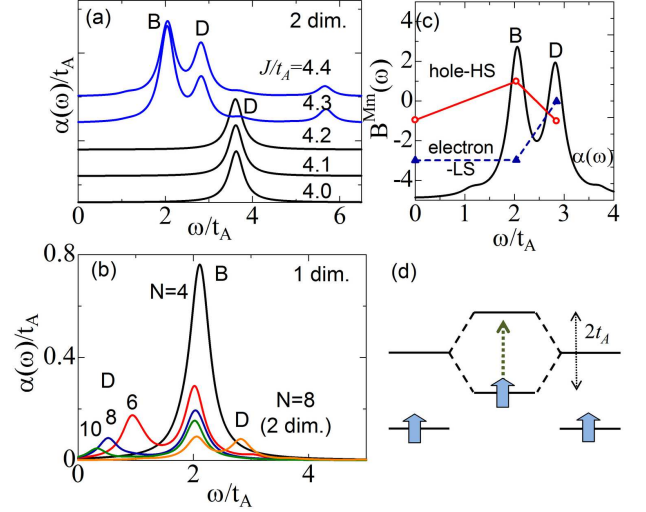 (a)
B
D
2 dim.
J/t_A=
4.4
4.3
D
4.2
4.1
4.0
α(ω)/t_A
0
2
4
6
ω/t_A
(c)
B
D
4
2
0
-2
-4
B^Mm(ω)
hole-HS
electron
-LS
α(ω)
0
1
2
3
4
ω/t_A
(b)
0.8
0.4
0
α(ω)/t_A
1 dim.
B
N=4
D
10
8
6
D
N=8
(2 dim.)
0
2
4
ω/t_A
(d)
2t_A